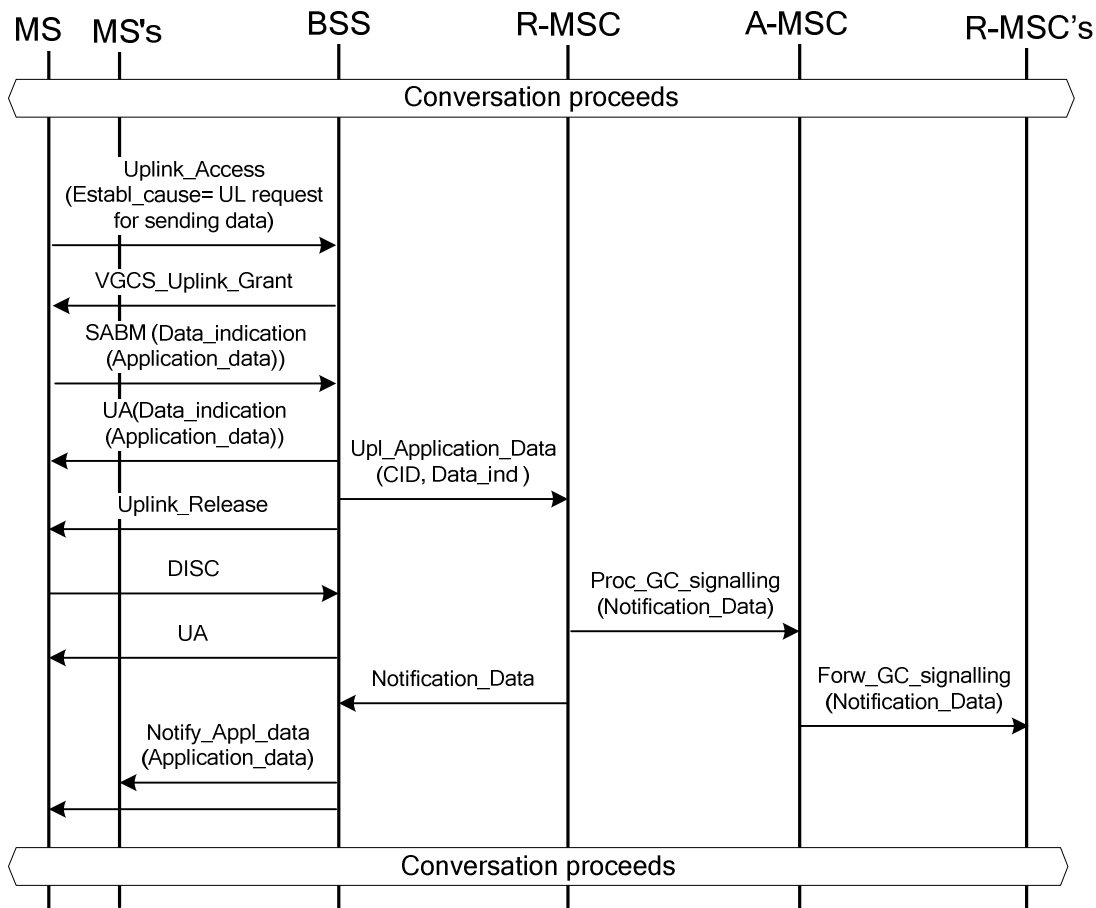 MS MS's BSS R-MSC A-MSC R-MSC's
Conversation proceeds
Uplink_Access
(Establ_cause= UL request
for sending data)
VGCS_Uplink_Grant
SABM (Data_indication
(Application_data))
UA(Data_indication
(Application_data))
Upl_Application_Data
(CID, Data_ind )
Uplink_Release
DISC
Proc_GC_signalling
(Notification_Data)
UA
Notification_Data
Forw_GC_signalling
(Notification_Data)
Notify_Appl_data
(Application_data)
Conversation proceeds